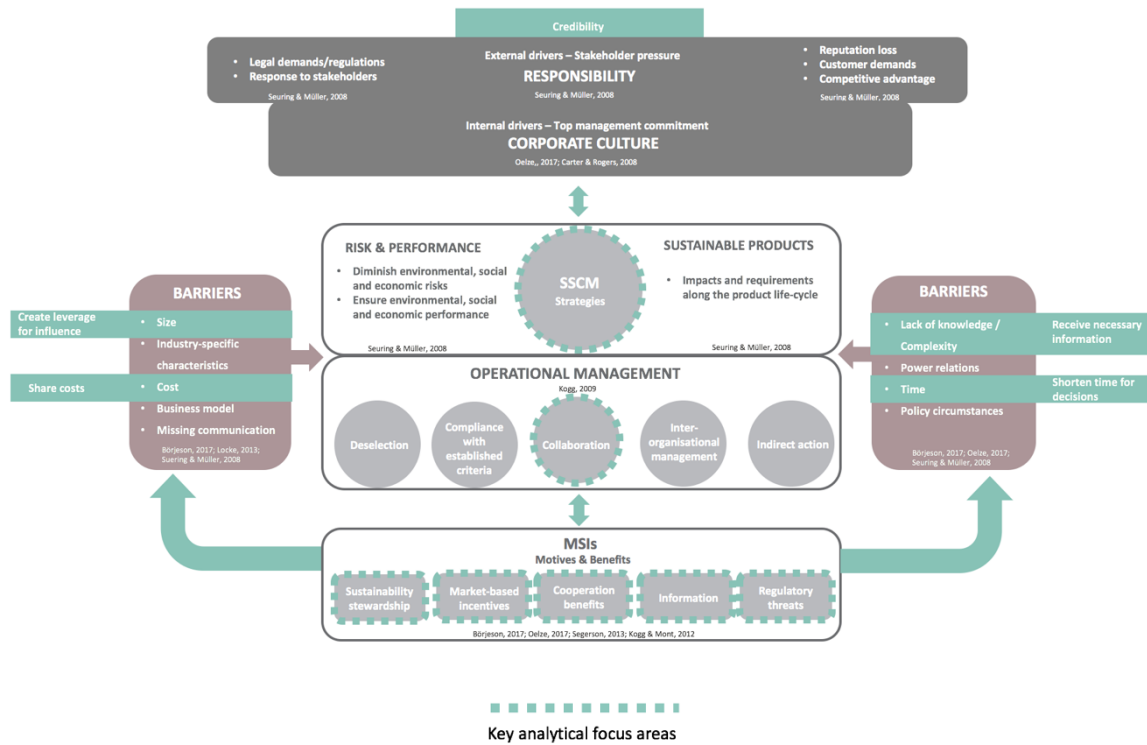 Credibility
External drivers – Stakeholder pressure
RESPONSIBILITY
Seuring & Müller, 2008
• Legal demands/regulations
• Response to stakeholders
Seuring & Müller, 2008
• Reputation loss
• Customer demands
• Competitive advantage
Seuring & Müller, 2008
Internal drivers – Top management commitment
CORPORATE CULTURE
Oelze,, 2017; Carter & Rogers, 2008
RISK & PERFORMANCE
• Diminish environmental, social
and economic risks
• Ensure environmental, social
and economic performance
Seuring & Müller, 2008
SSCM
Strategies
SUSTAINABLE PRODUCTS
• Impacts and requirements
along the product life-cycle
Seuring & Müller, 2008
BARRIERS
Create leverage
for influence
• Size
• Industry-specific
characteristics
Share costs
• Cost
• Business model
• Missing communication
Börjeson, 2017; Locke, 2013;
Suering & Müller, 2008
BARRIERS
• Lack of knowledge /
Complexity
Receive necessary
information
• Power relations
• Time
Shorten time for
decisions
• Policy circumstances
Börjeson, 2017; Oelze, 2017;
Seuring & Müller, 2008
OPERATIONAL MANAGEMENT
Kogg, 2009
Deselection
Compliance with
established
criteria
Collaboration
Inter-
organisational
management
Indirect action
MSIs
Motives & Benefits
Sustainability
stewardship
Market-based
incentives
Cooperation
benefits
Information
Regulatory
threats
Börjeson, 2017; Oelze, 2017; Segerson, 2013; Kogg & Mont, 2012
Key analytical focus areas